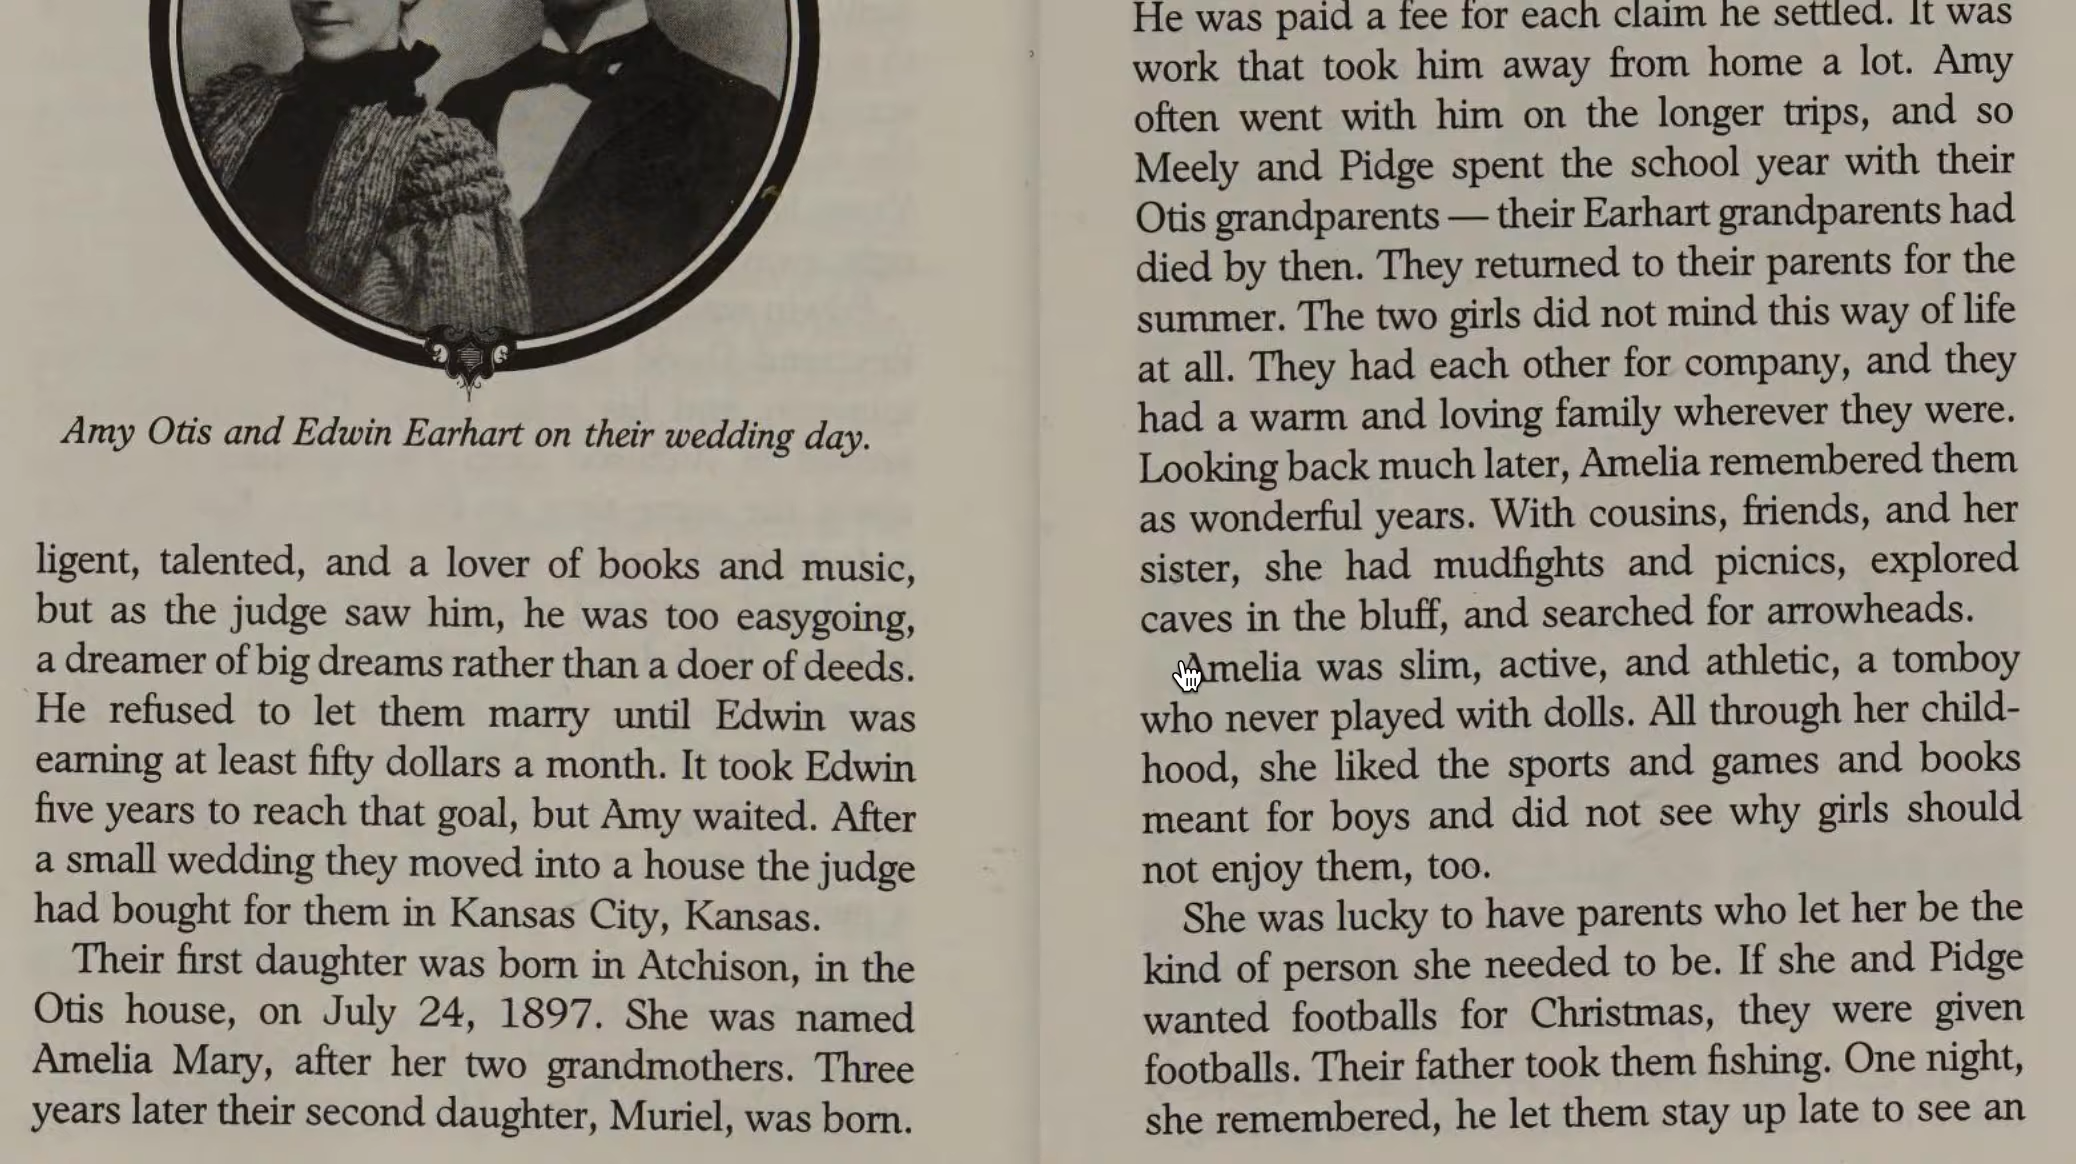 Amy Otis and Edwin Earhart on their wedding day.
ligent, talented, and a lover of books and music,
but as the judge saw him, he was too easygoing,
a dreamer of big dreams rather than a doer of deeds.
He refused to let them marry until Edwin was
earning at least fifty dollars a month. It took Edwin
five years to reach that goal, but Amy waited. After
a small wedding they moved into a house the judge
had bought for them in Kansas City, Kansas.
Their first daughter was born in Atchison, in the
Otis house, on July 24, 1897. She was named
Amelia Mary, after her two grandmothers. Three
years later their second daughter, Muriel, was born.
He was paid a fee for each claim he settled. It was
work that took him away from home a lot. Amy
often went with him on the longer trips, and so
Meely and Pidge spent the school year with their
Otis grandparents — their Earhart grandparents had
died by then. They returned to their parents for the
summer. The two girls did not mind this way of life
at all. They had each other for company, and they
had a warm and loving family wherever they were.
Looking back much later, Amelia remembered them
as wonderful years. With cousins, friends, and her
sister, she had mudfights and picnics, explored
caves in the bluff, and searched for arrowheads.
Amelia was slim, active, and athletic, a tomboy
who never played with dolls. All through her child-
hood, she liked the sports and games and books
meant for boys and did not see why girls should
not enjoy them, too.
She was lucky to have parents who let her be the
kind of person she needed to be. If she and Pidge
wanted footballs for Christmas, they were given
footballs. Their father took them fishing. One night,
she remembered, he let them stay up late to see an